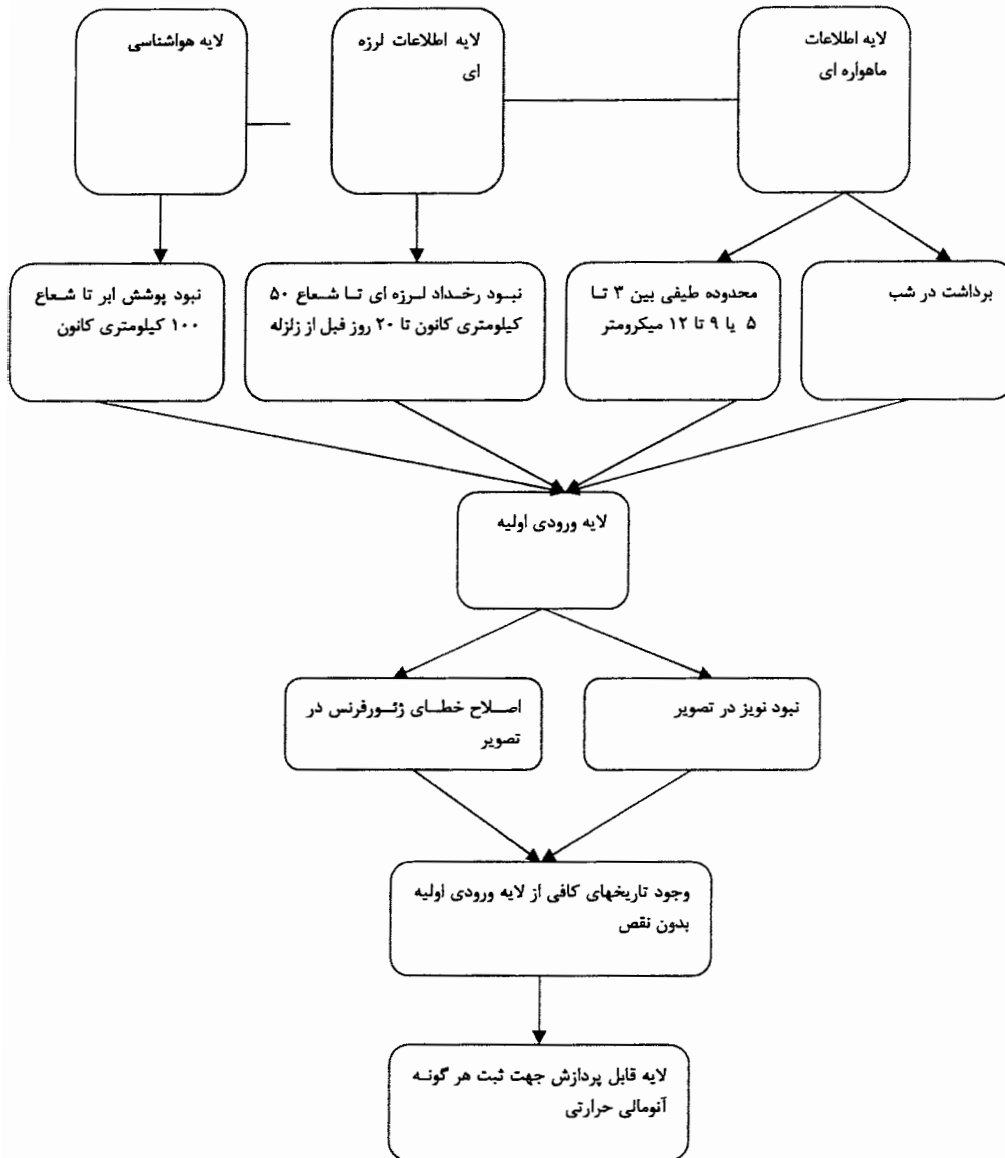 لایه اطلاعات
ماهواره ای
لایه اطلاعات لرزه
ای
لایه هواشناسی
برداشت در شب
محدوده طیفی بین ۳ تا
۵ یا ۹ تا ۱۲ میکرومتر
نبود رخداد لرزه ای تا شعاع ۵۰
کیلومتری کانون تا ۲۰ روز قبل از زلزله
نبود پوشش ابر تا شعاع
۱۰۰ کیلومتری کانون
لایه ورودی اولیه
نبود نویز در تصویر
اصلاح خطای ژئورفرنس در
تصویر
وجود تاریخهای کافی از لایه ورودی اولیه
بدون نقص
لایه قابل پردازش جهت ثبت هر گونه
آنومالی حرارتی